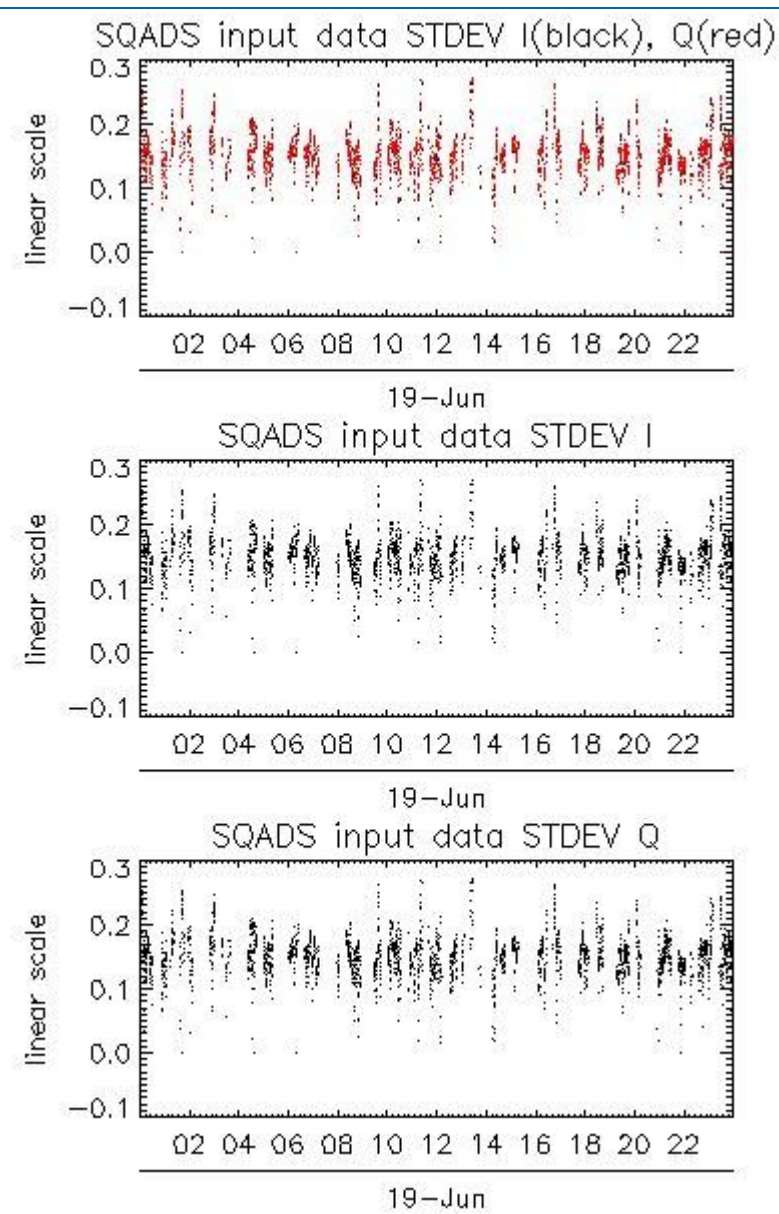 SQADS input data STDEV I(black), Q(red)
0.3
0.2
0.1
0.0
-0.1
linear scale
02 04 06 08 10 12 14 16 18 20 22
19-Jun
SQADS input data STDEV I
0.3
0.2
0.1
0.0
-0.1
linear scale
02 04 06 08 10 12 14 16 18 20 22
19-Jun
SQADS input data STDEV Q
0.3
0.2
0.1
0.0
-0.1
linear scale
02 04 06 08 10 12 14 16 18 20 22
19-Jun